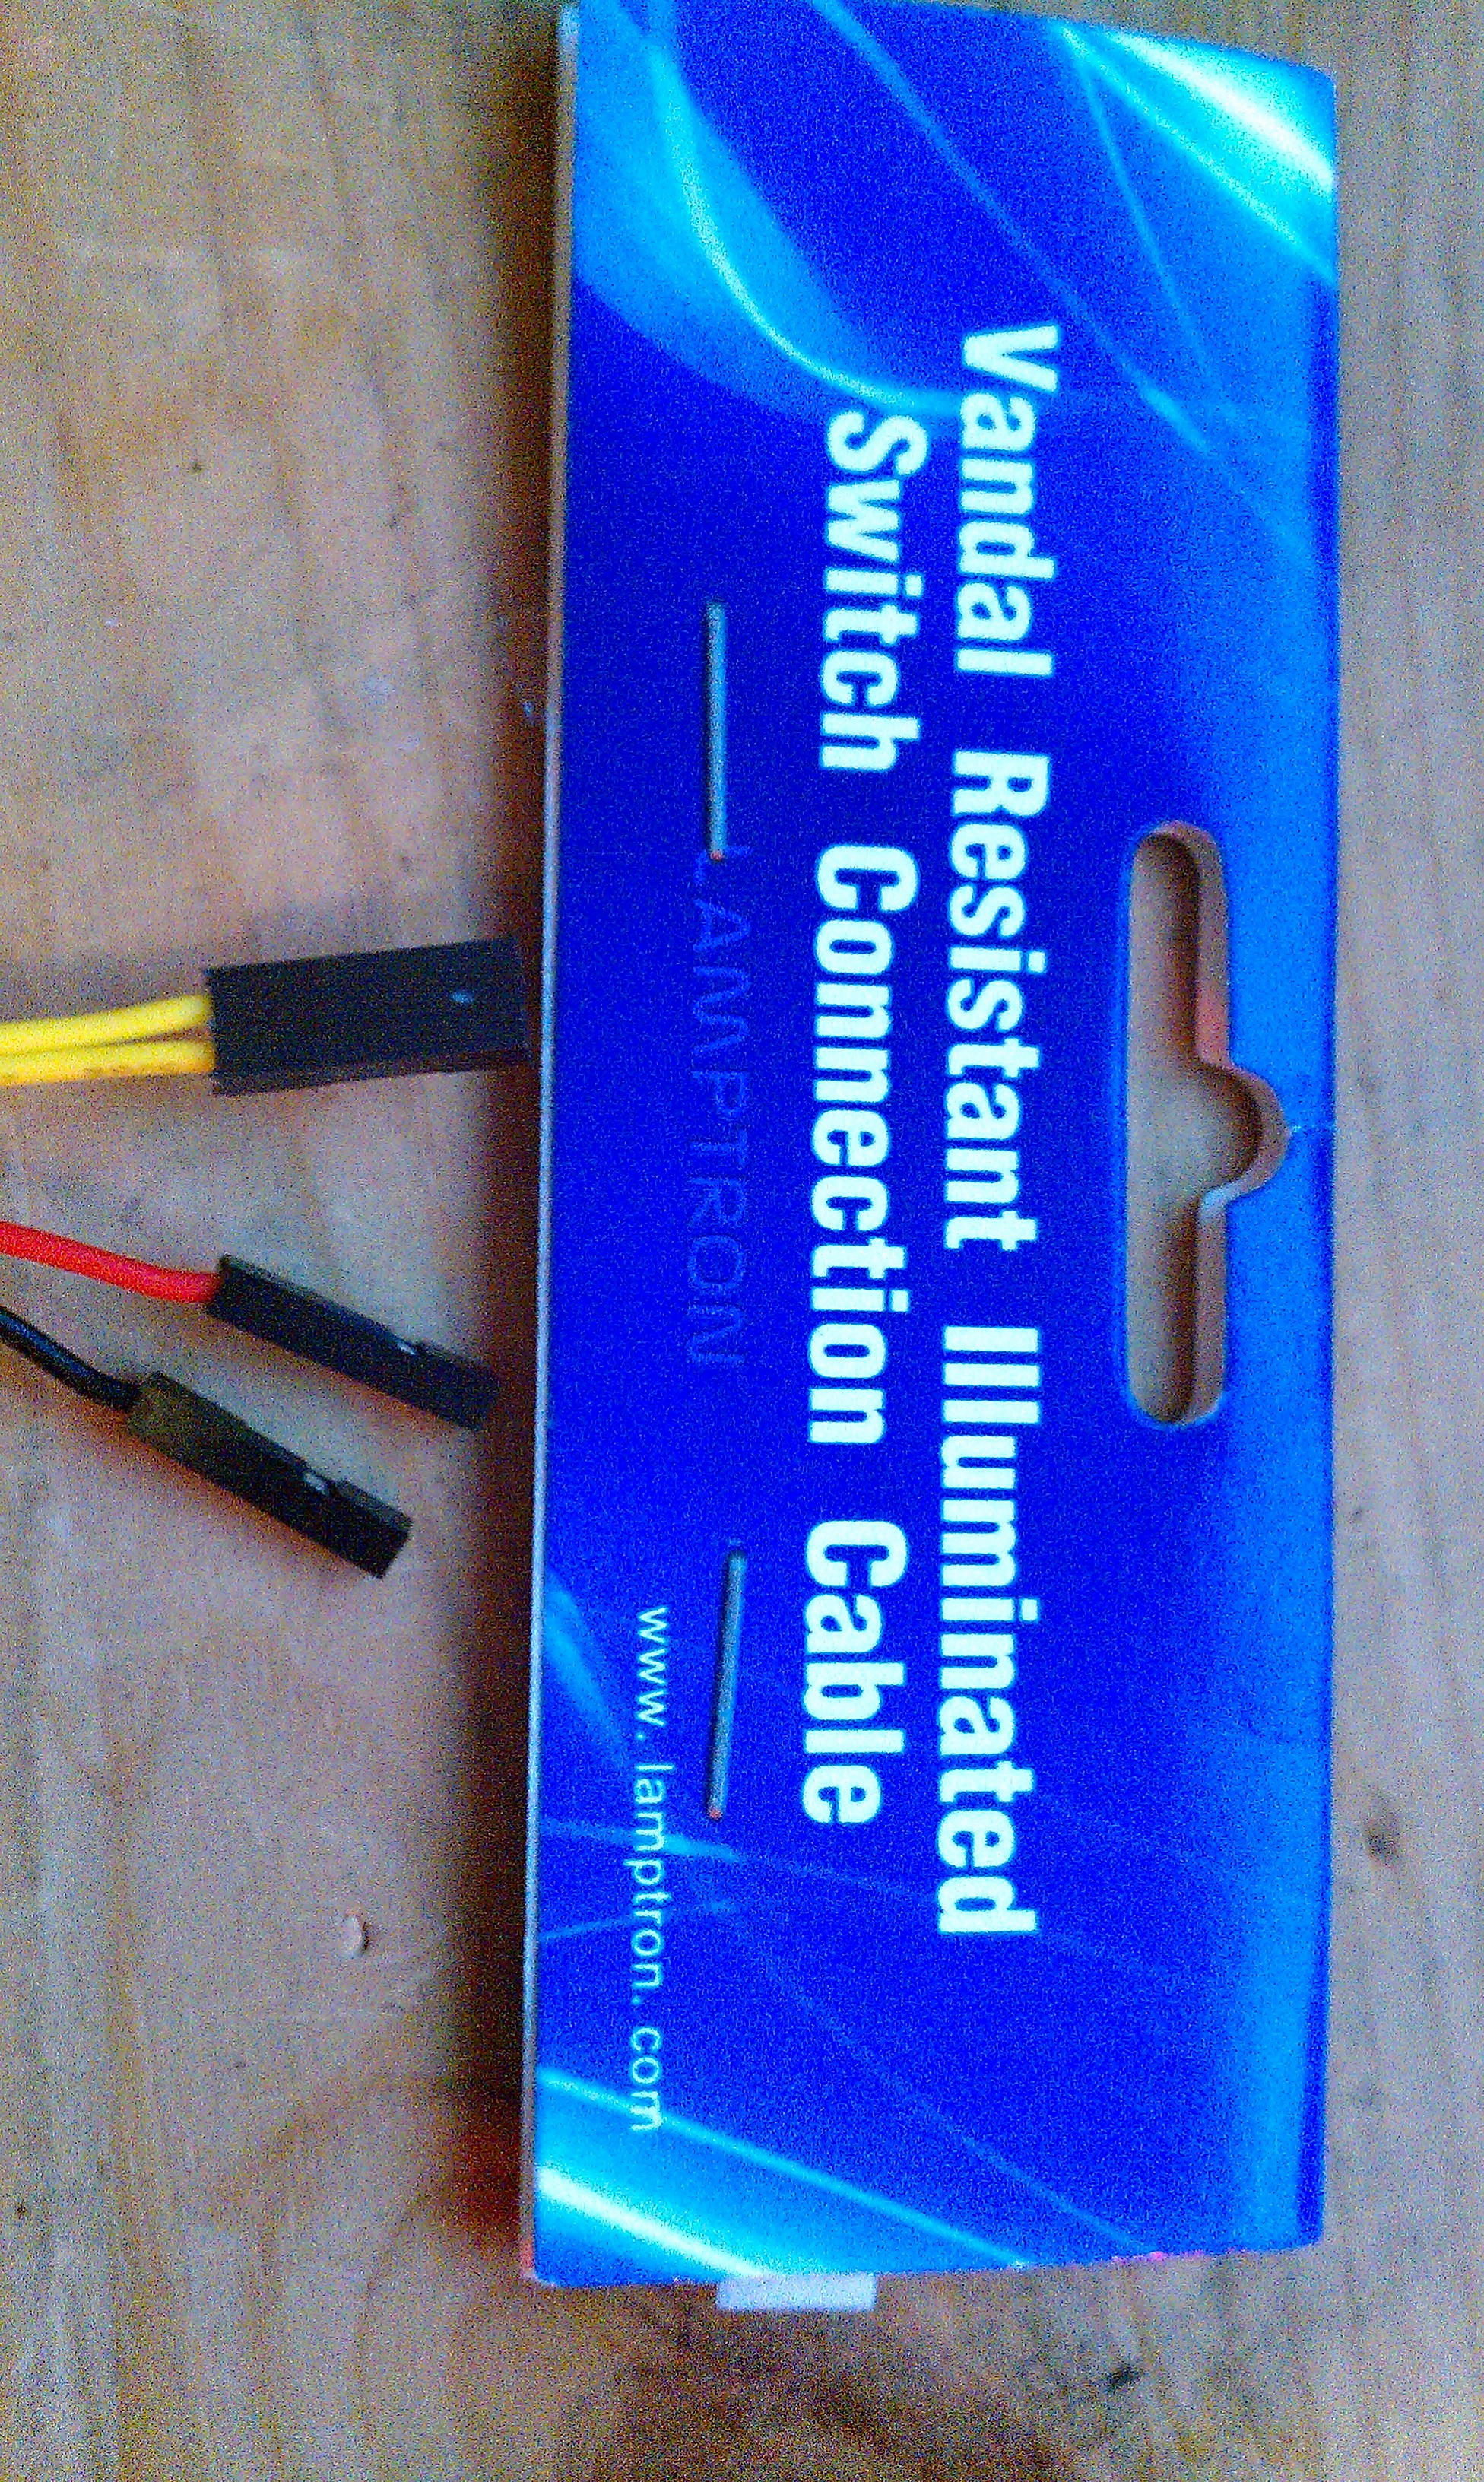 Vandal Resistant Illuminated
Switch Connection Cable
LAMPTRON
www.lamptron.com